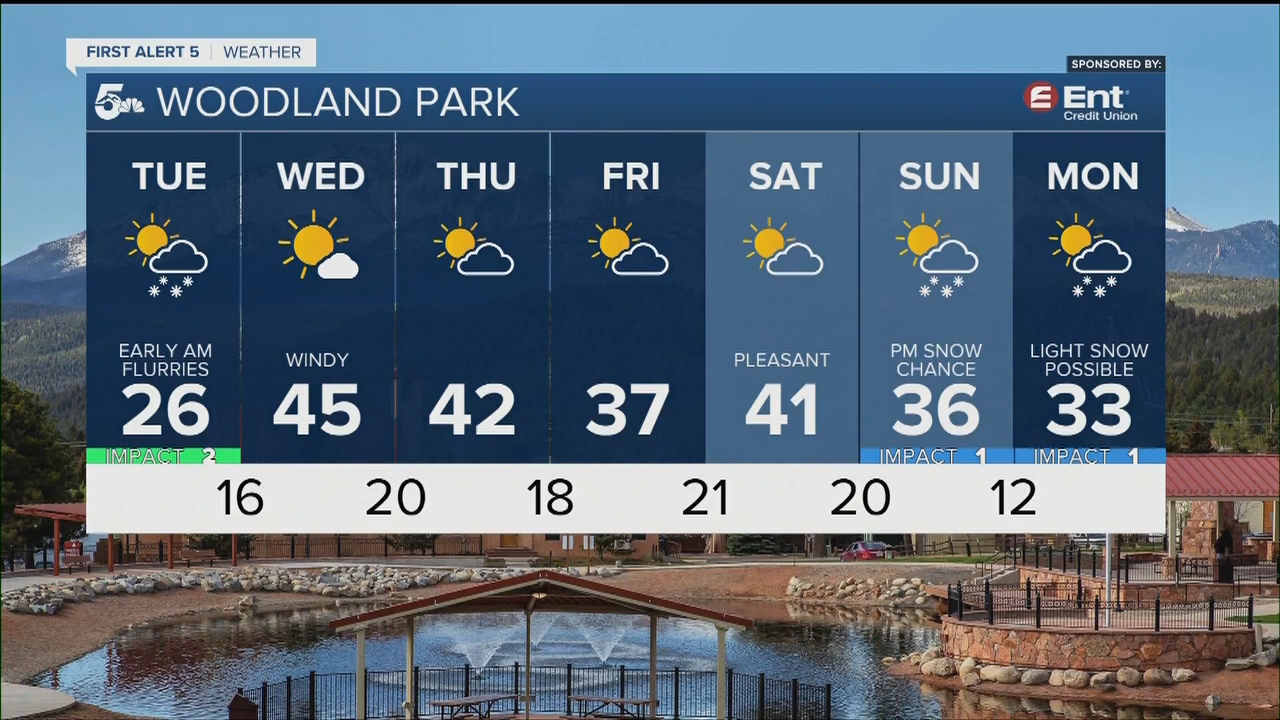 FIRST ALERT 5 | WEATHER
SPONSORED BY:
5 WOODLAND PARK
Ent
Credit Union
TUE WED THU FRI SAT SUN MON
EARLY AM FLURRIES
WINDY
PLEASANT
PM SNOW CHANCE
LIGHT SNOW POSSIBLE
26 45 42 37 41 36 33
IMPACT 2 IMPACT 1 IMPACT 1
16 20 18 21 20 12